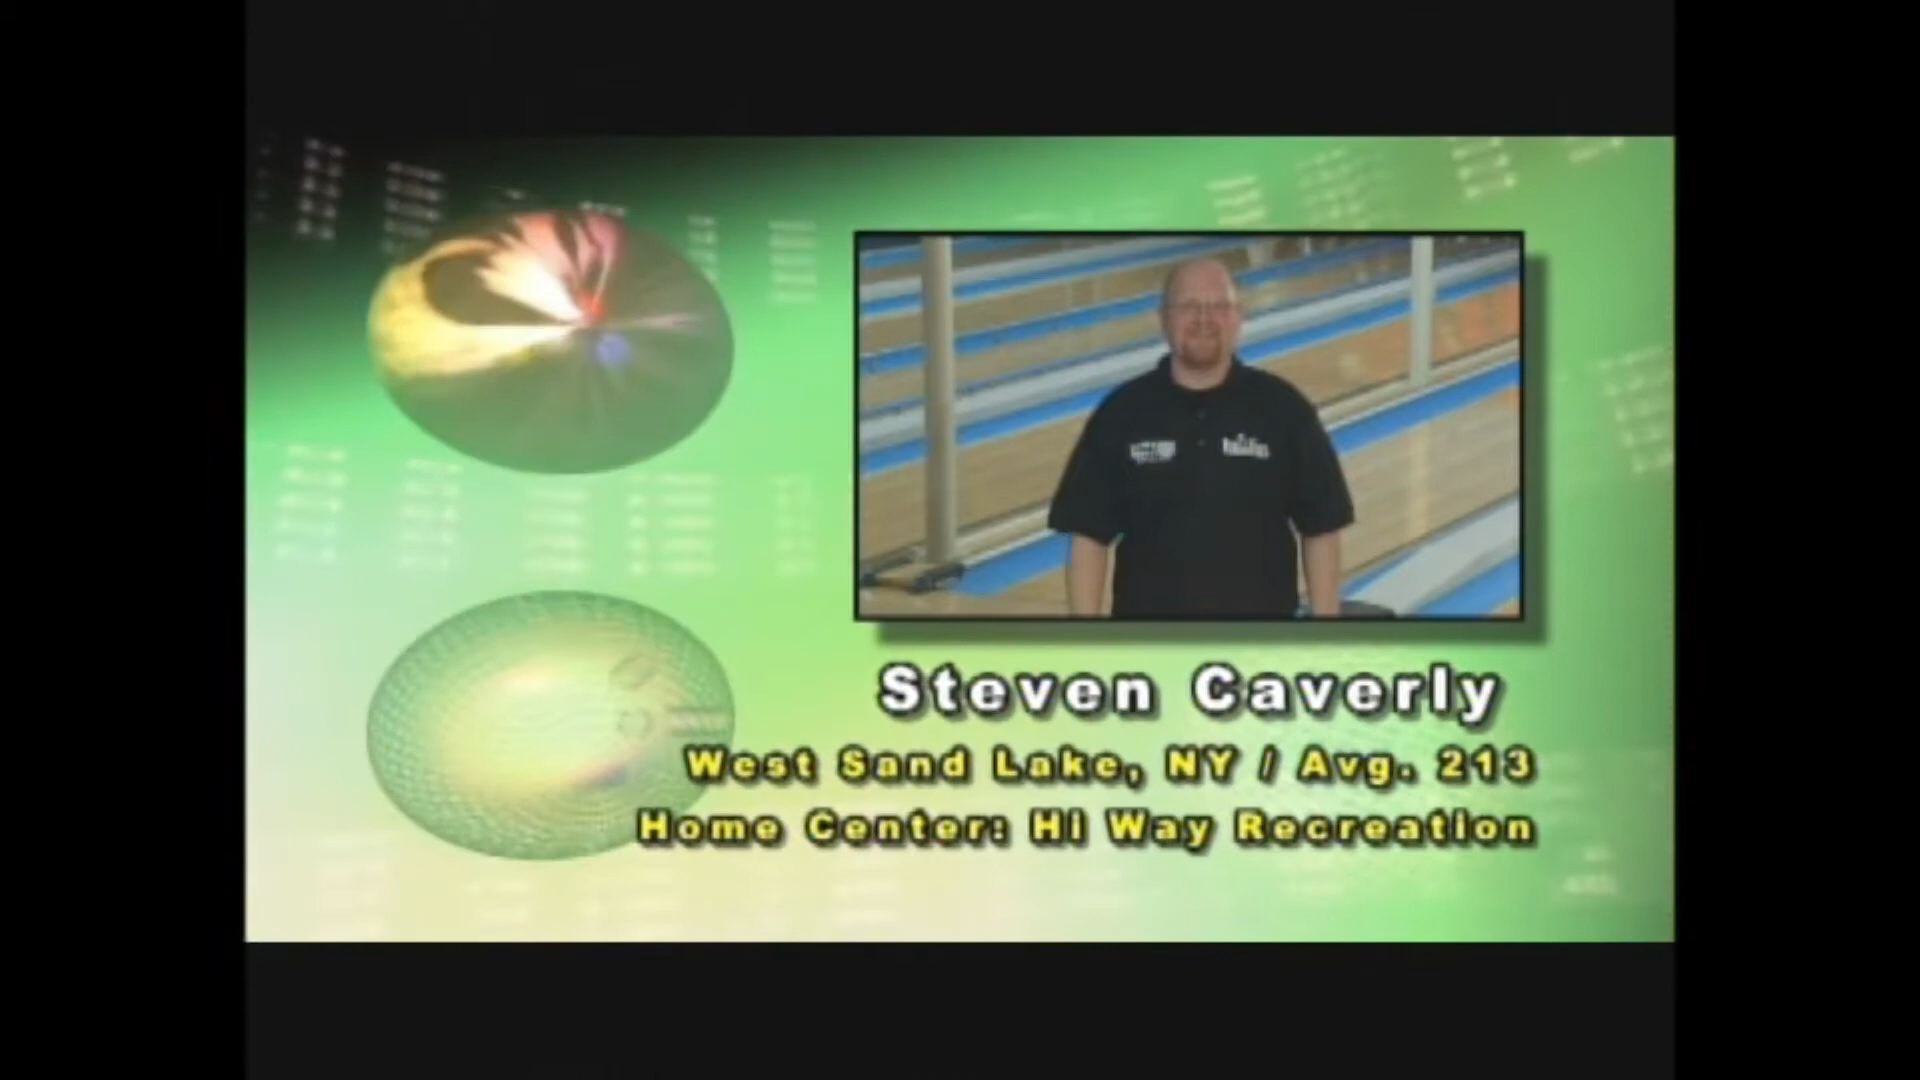 Steven Caverly
West Sand Lake, NY / Avg. 213
Home Center: Hi Way Recreation